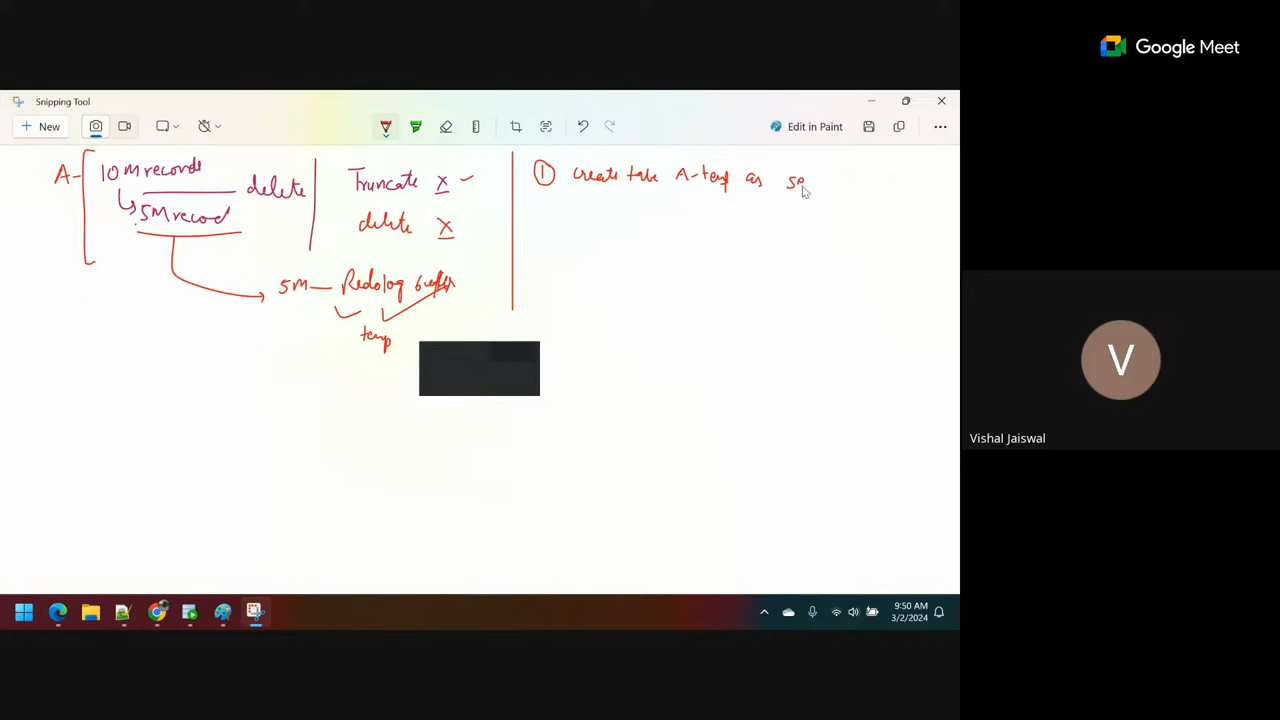 Google Meet
Snipping Tool
New
Edit in Paint
A-
10M records
delete
5M record
Truncate x
delete x
5M — Redolog buffer
temp
① create table A-temp as se
V
Vishal Jaiswal
9:50 AM
3/2/2024